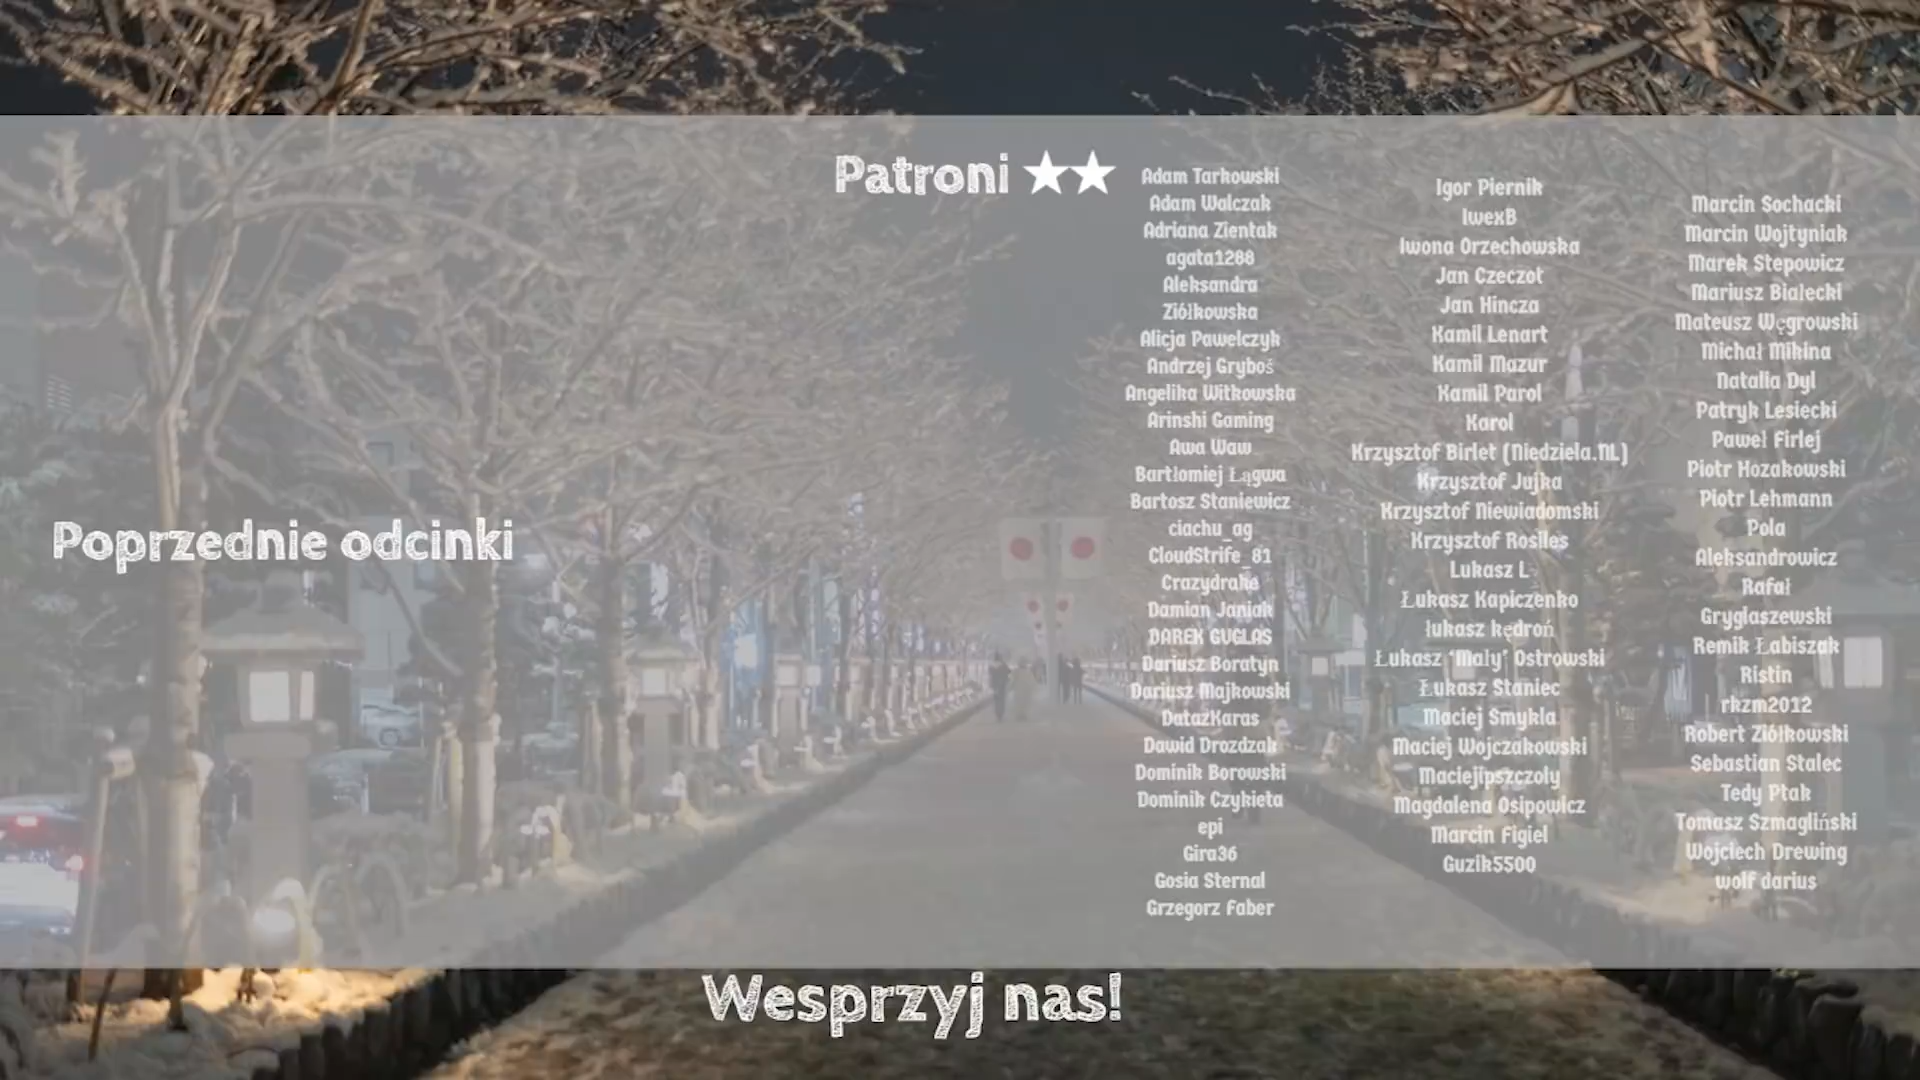 Patroni ★★
Adam Tarkowski
Adam Walczak
Adriana Zientak
agata1288
Aleksandra
Ziółkowska
Alicja Pawelczyk
Andrzej Gryboś
Angelika Witkowska
Arinshi Gaming
Awa Waw
Bartłomiej Łągwa
Bartosz Staniewicz
ciachu_ag
CloudStrife_81
Crazydrake
Damian Janiak
DAREK GUGLAS
Dariusz Boratyn
Dariusz Majkowski
DatazKaras
Dawid Drozdzak
Dominik Borowski
Dominik Czykieta
epi
Gira36
Gosia Sternal
Grzegorz Faber
Igor Piernik
IwexB
Iwona Orzechowska
Jan Czeczot
Jan Hincza
Kamil Lenart
Kamil Mazur
Kamil Parol
Karol
Krzysztof Birlet (Niedziela.NL)
Krzysztof Jujka
Krzysztof Niewiadomski
Krzysztof Rosiles
Lukasz L
Łukasz Kapiczenko
łukasz kędroń
Łukasz "Mały" Ostrowski
Łukasz Staniec
Maciej Smykla
Maciej Wojczakowski
Maciejipszczoly
Magdalena Osipowicz
Marcin Figiel
Guzik5500
Marcin Sochacki
Marcin Wojtyniak
Marek Stepowicz
Mariusz Białecki
Mateusz Węgrowski
Michał Mikina
Natalia Dyl
Patryk Lesiecki
Paweł Firlej
Piotr Hozakowski
Piotr Lehmann
Pola
Aleksandrowicz
Rafał
Gryglaszewski
Remik Łabiszak
Ristin
rkzm2012
Robert Ziółkowski
Sebastian Stalec
Tedy Ptak
Tomasz Szmagliński
Wojciech Drewing
wolf darius
Poprzednie odcinki
Wesprzyj nas!